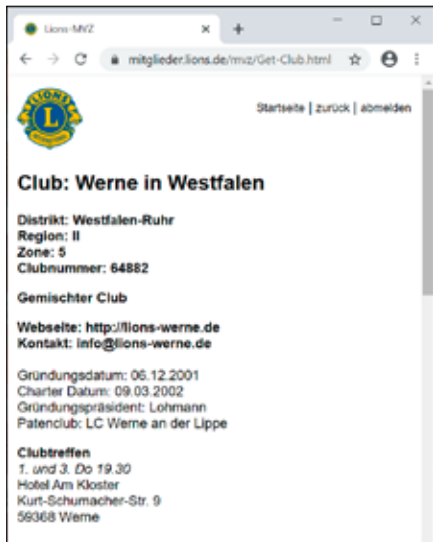 Lions-MVZ
mitglieder.lions.de/mvz/Get-Club.html
LIONS
L
INTERNATIONAL
Startseite | zurück | abmelden
Club: Werne in Westfalen
Distrikt: Westfalen-Ruhr
Region: II
Zone: 5
Clubnummer: 64882
Gemischter Club
Webseite: http://lions-werne.de
Kontakt: info@lions-werne.de
Gründungsdatum: 06.12.2001
Charter Datum: 09.03.2002
Gründungspräsident: Lohmann
Patenclub: LC Werne an der Lippe
Clubtreffen
1. und 3. Do 19.30
Hotel Am Kloster
Kurt-Schumacher-Str. 9
59368 Werne